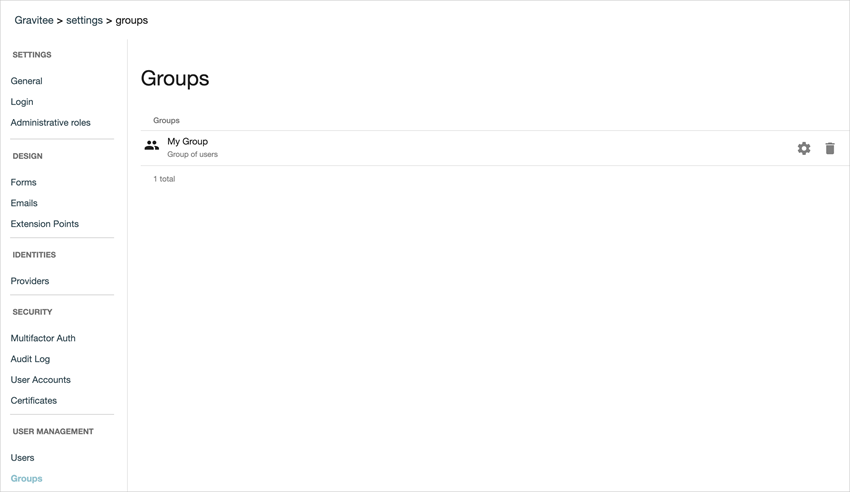 Gravitee > settings > groups
SETTINGS
General
Login
Administrative roles
DESIGN
Forms
Emails
Extension Points
IDENTITIES
Providers
SECURITY
Multifactor Auth
Audit Log
User Accounts
Certificates
USER MANAGEMENT
Users
Groups
Groups
Groups
My Group
Group of users
1 total